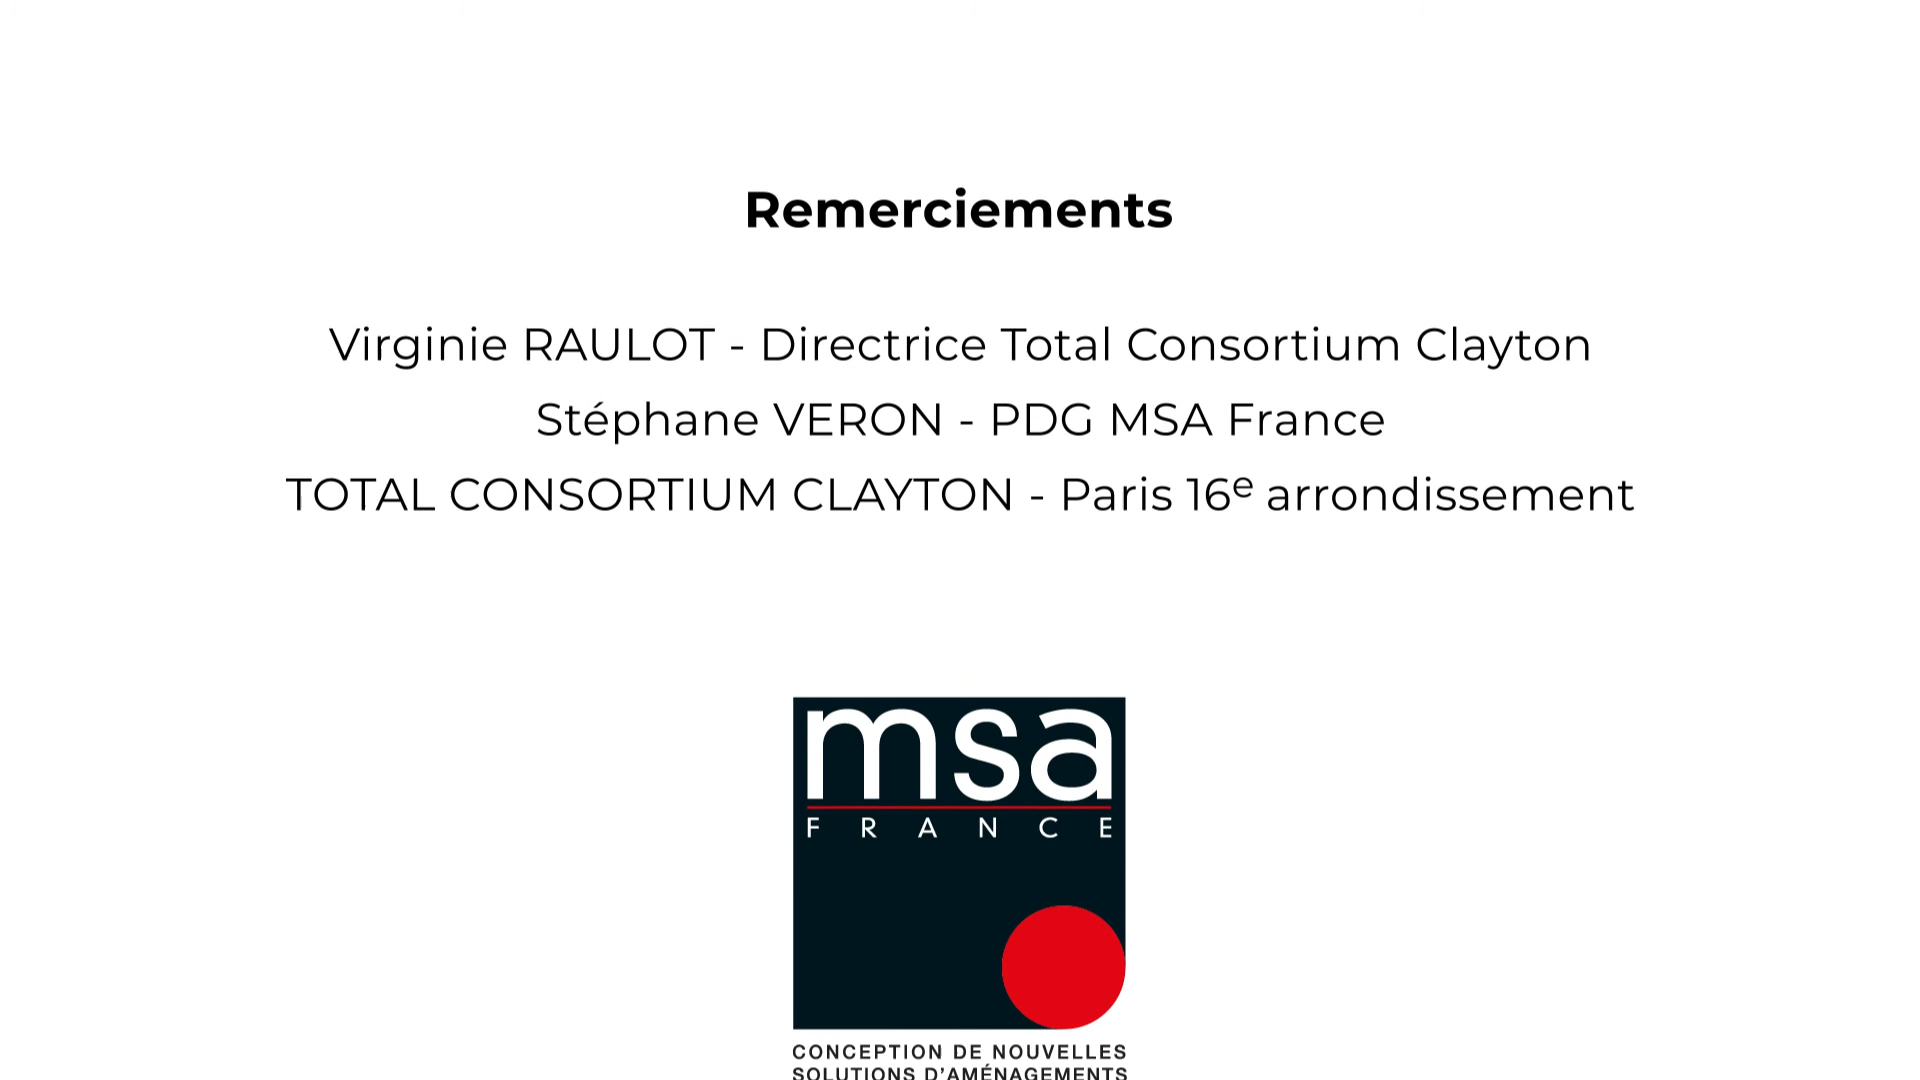 Remerciements
Virginie RAULOT - Directrice Total Consortium Clayton
Stéphane VERON - PDG MSA France
TOTAL CONSORTIUM CLAYTON - Paris 16e arrondissement
msa
FRANCE
CONCEPTION DE NOUVELLES
SOLUTIONS D'AMÉNAGEMENTS